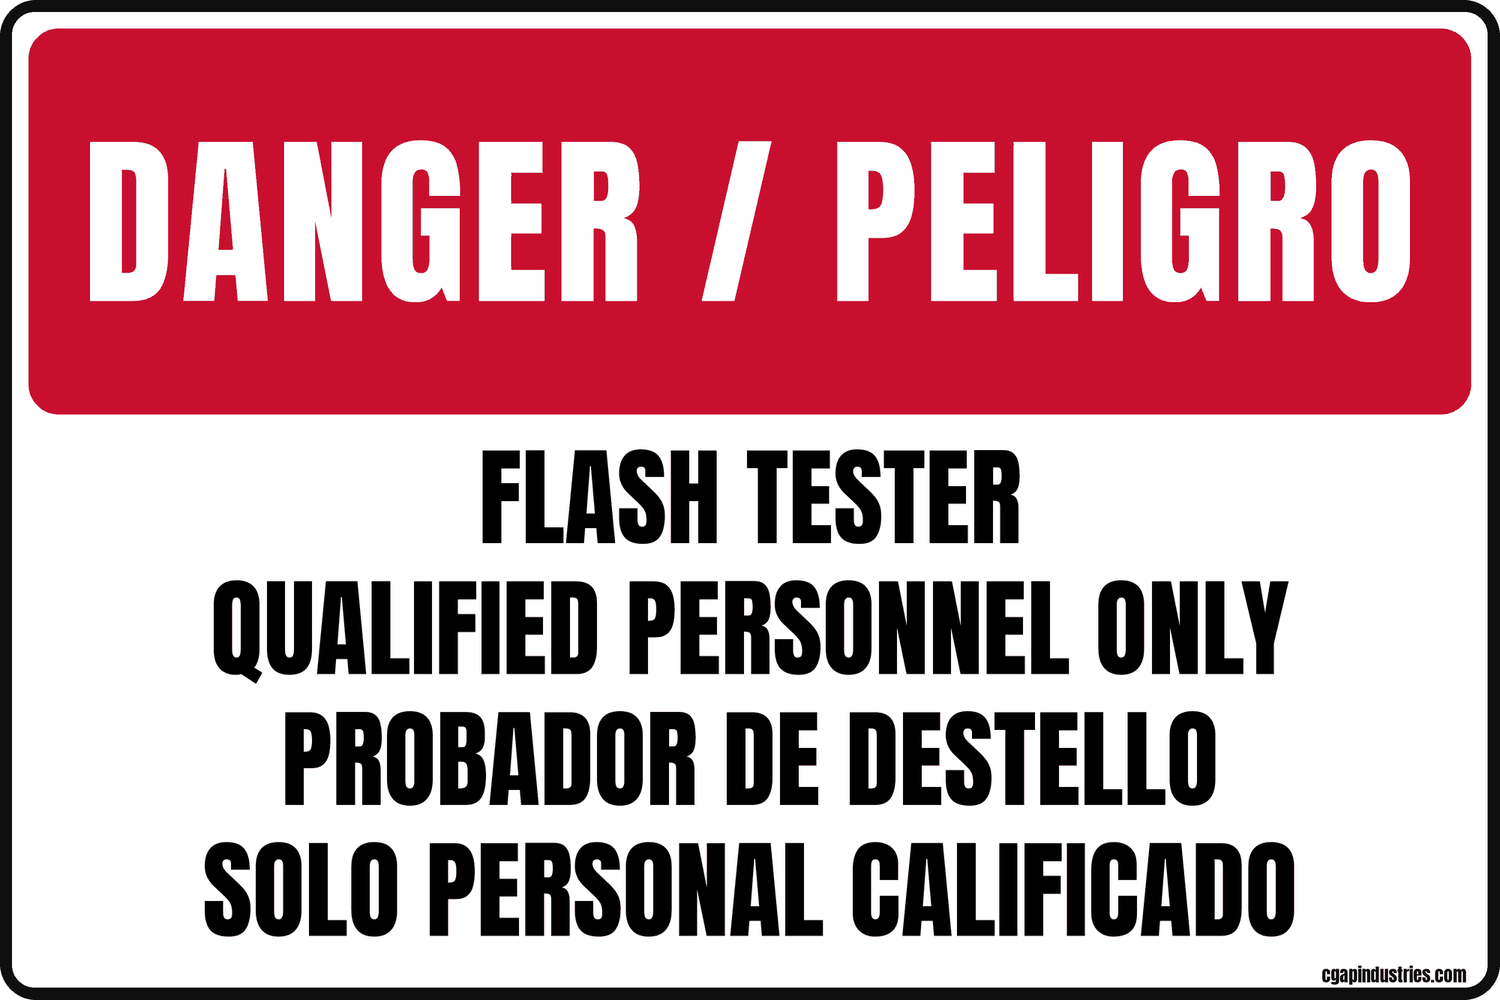 DANGER / PELIGRO
FLASH TESTER
QUALIFIED PERSONNEL ONLY
PROBADOR DE DESTELLO
SOLO PERSONAL CALIFICADO
cgapindustries.com